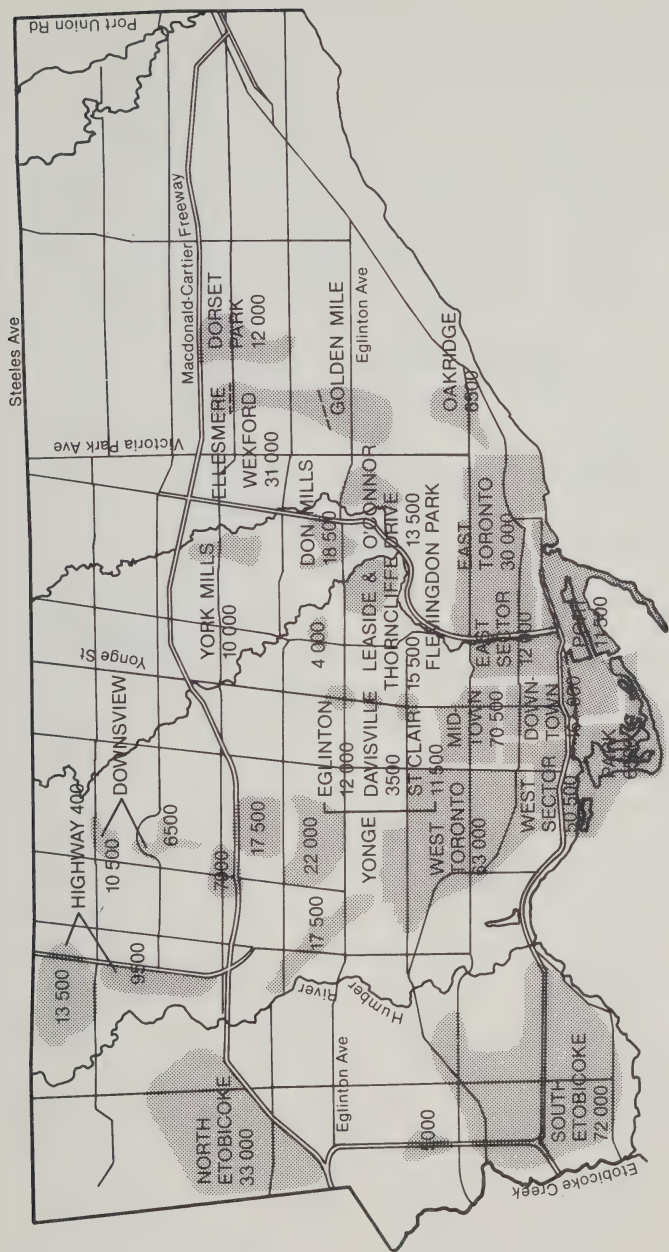 Steeles Ave
Port Union Rd
Macdonald-Cartier Freeway
Victoria Park Ave
Yonge St
HIGHWAY 400
13 500
9500
DOWNSVIEW
10 500
6500
7000
17 500
22 000
17 500
NORTH
ETOBICOKE
33 000
YORK MILLS
10 000
4 000
ELLESMERE
WEXFORD
31 000
DORSET
PARK
12 000
DON MILLS
18 500
GOLDEN MILE
Eglinton Ave
Eglinton Ave
Humber
River
YONGE
EGLINTON
12 000
DAVISVILLE
3500
ST CLAIR
11 500
LEASIDE &
THORNCLIFFE
15 500
O'CONNOR
DRIVE
13 500
FLEMINGDON PARK
OAKRIDGE
6500
WEST
TORONTO
63 000
MID-
TOWN
70 500
EAST
SECTOR
12 000
EAST
TORONTO
30 000
WEST
SECTOR
50 500
DOWN-
TOWN
PORT
5000
SOUTH
ETOBICOKE
72 000
Etobicoke Creek